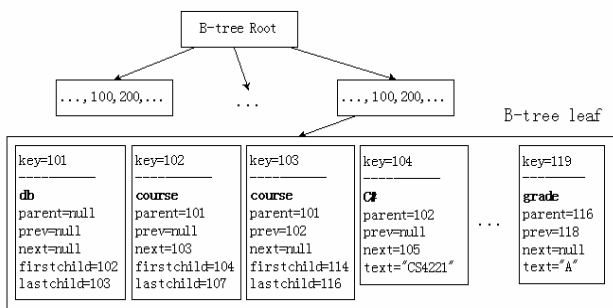 B-tree Root
...,100,200,...
...
...,100,200,...
B-tree leaf
key=101
db
parent=null
prev=null
next=null
firstchild=102
lastchild=103
key=102
course
parent=101
prev=null
next=103
firstchild=104
lastchild=107
key=103
course
parent=101
prev=102
next=null
firstchild=114
lastchild=116
key=104
C#
parent=102
prev=null
next=105
text="CS4221"
...
key=119
grade
parent=116
prev=118
next=null
text="A"